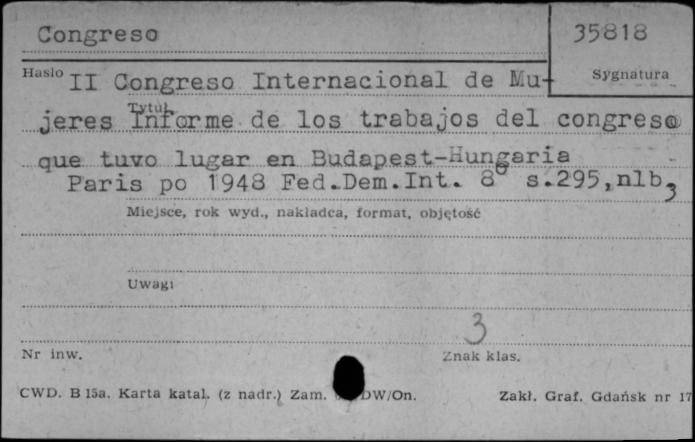 Congreso 35818
Hasło II Congreso Internacional de Mu- Sygnatura
Tytuł
jeres Informe de los trabajos del congreso
que tuvo lugar en Budapest-Hungaria
Paris po 1948 Fed.Dem.Int. 8° s.295,nlb3
Miejsce, rok wyd., nakładca, format, objętość
Uwagi
3
Nr inw. Znak klas.
CWD. B 15a. Karta katal. (z nadr.) Zam. DW/On. Zakł. Graf. Gdańsk nr 17